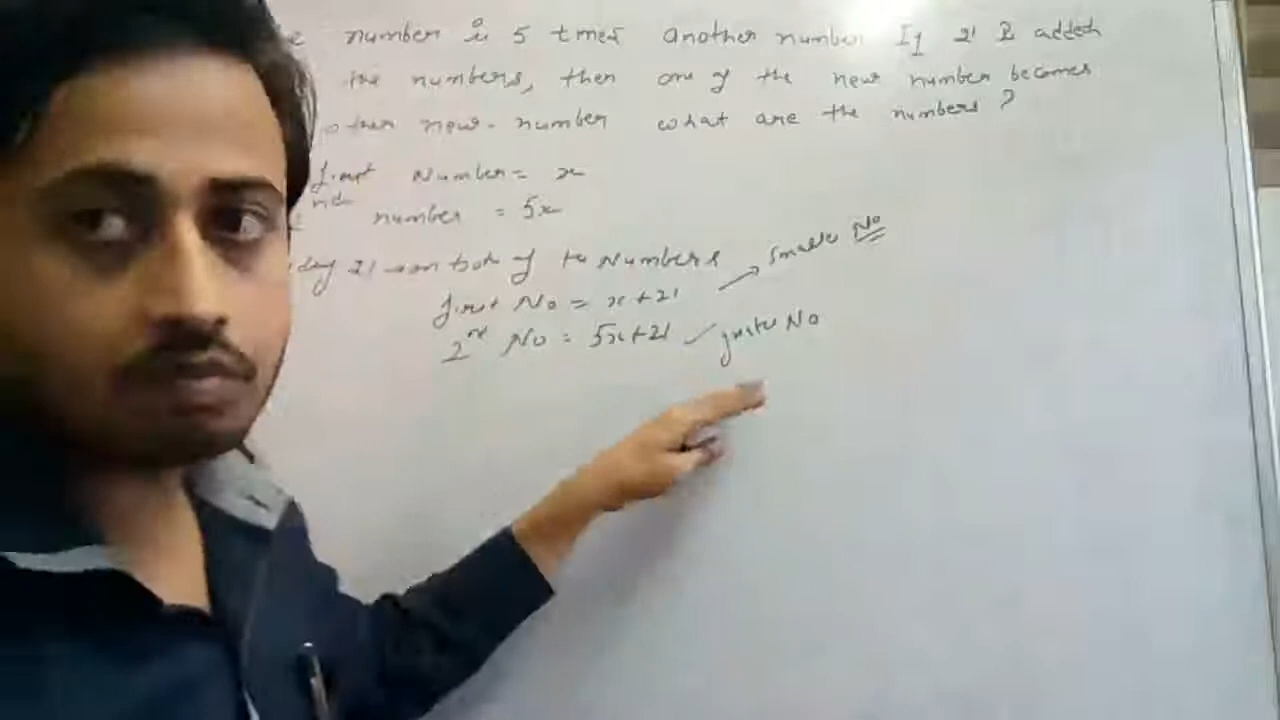 number is 5 times another number If 21 is added
the numbers, then one of the new number becomes
other new number what are the numbers?
first Number = x
nd number = 5x
21 on both of the Numbers
first No = x+21 → smaller No
2nd No = 5x+21 No